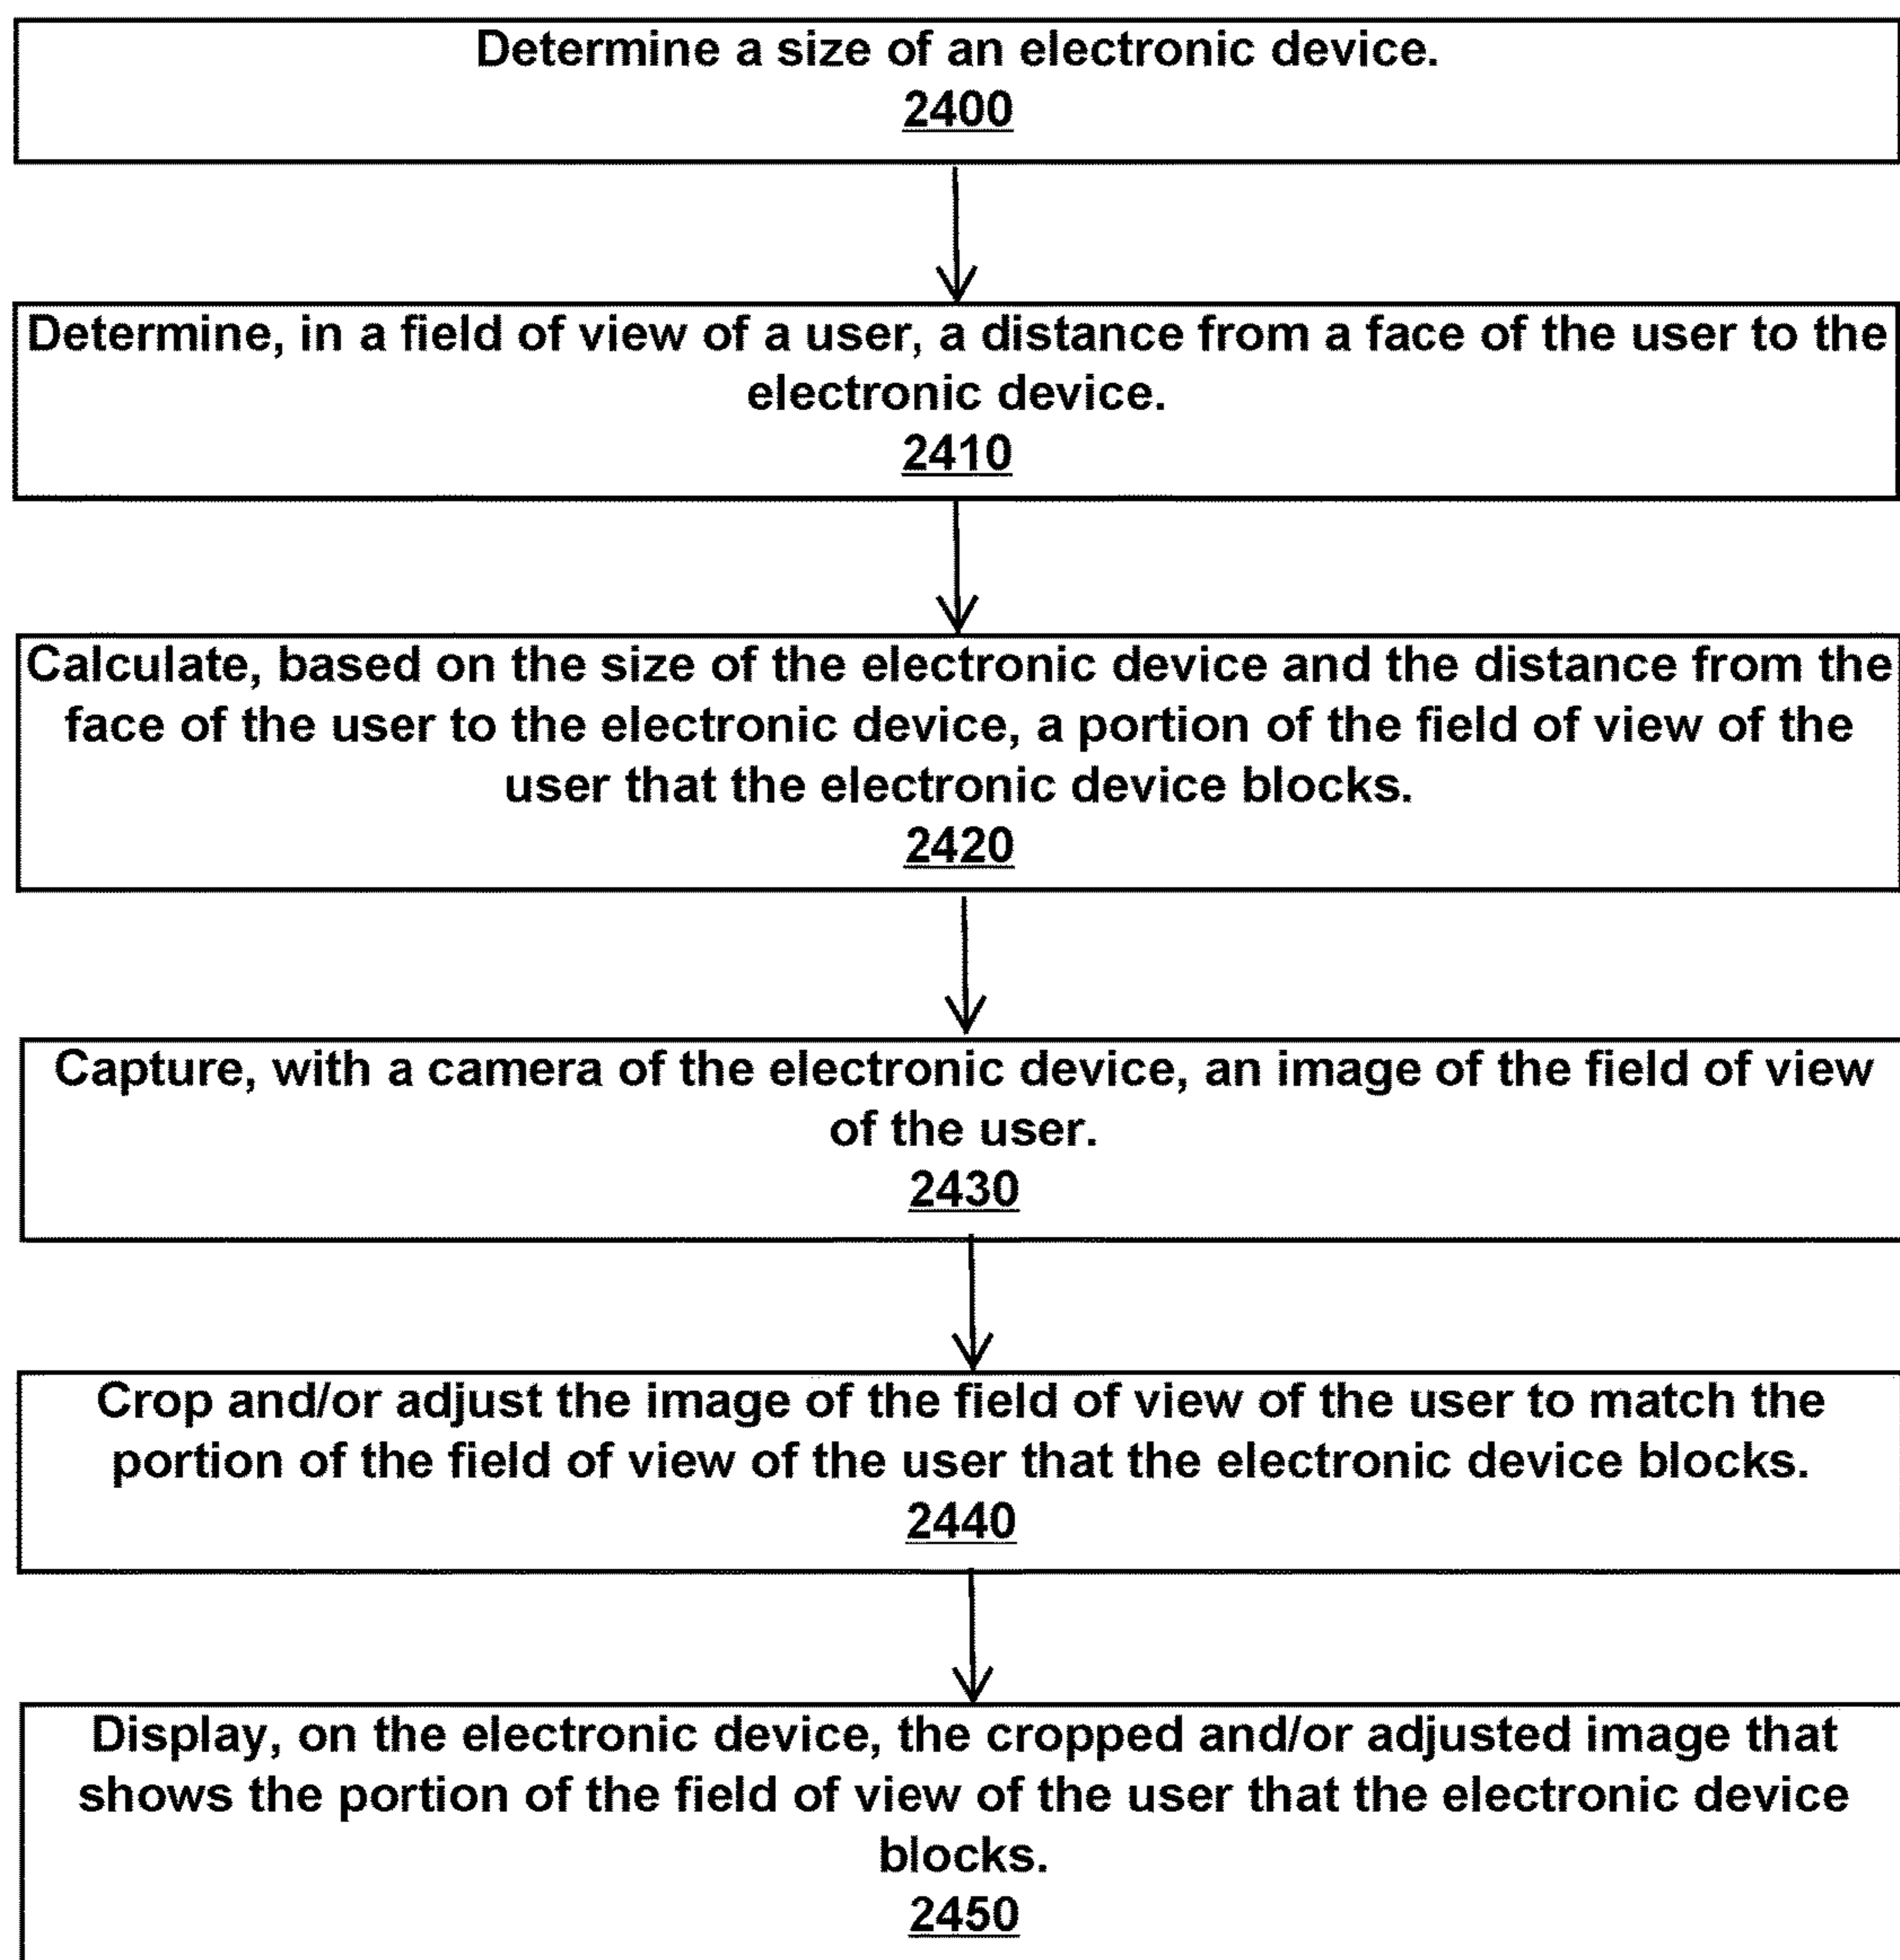 Determine a size of an electronic device.
2400
Determine, in a field of view of a user, a distance from a face of the user to the
electronic device.
2410
Calculate, based on the size of the electronic device and the distance from the
face of the user to the electronic device, a portion of the field of view of the
user that the electronic device blocks.
2420
Capture, with a camera of the electronic device, an image of the field of view
of the user.
2430
Crop and/or adjust the image of the field of view of the user to match the
portion of the field of view of the user that the electronic device blocks.
2440
Display, on the electronic device, the cropped and/or adjusted image that
shows the portion of the field of view of the user that the electronic device
blocks.
2450